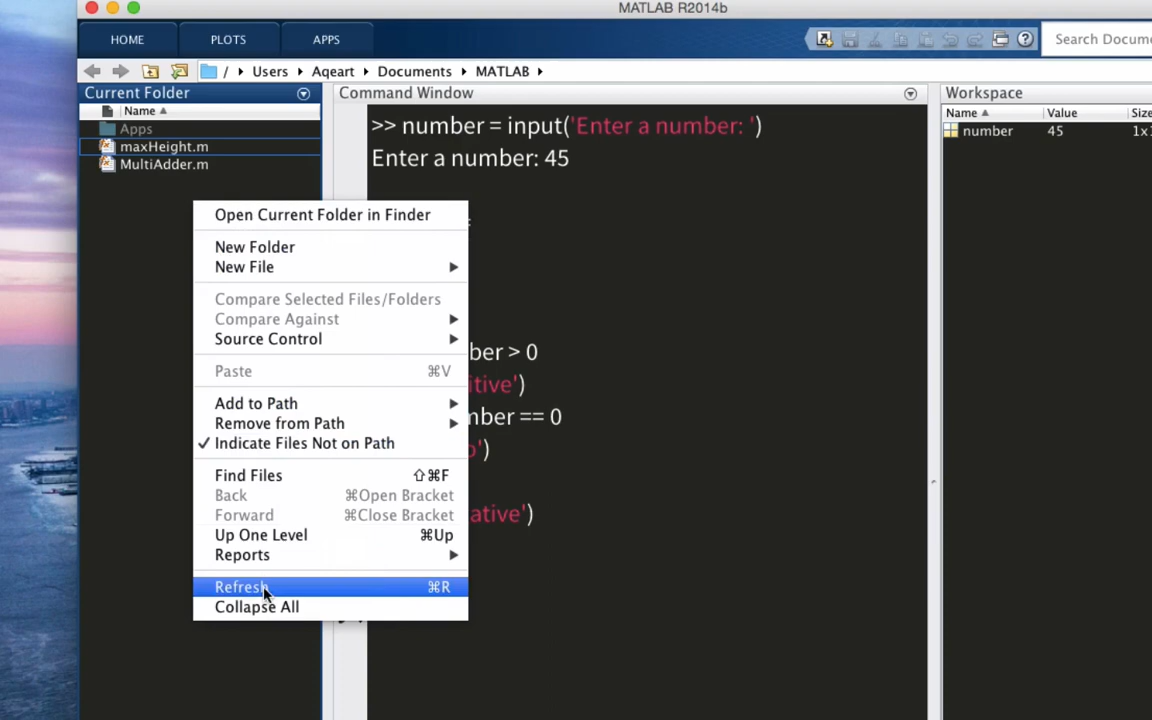 MATLAB R2014b
HOME PLOTS APPS
Search Docume
/ Users Aqeart Documents MATLAB
Current Folder
Name
Apps
maxHeight.m
MultiAdder.m
Command Window
>> number = input('Enter a number: ')
Enter a number: 45
ber > 0
itive')
mber == 0
')
ative')
Workspace
Name Value Size
number 45 1x1
Open Current Folder in Finder
New Folder
New File
Compare Selected Files/Folders
Compare Against
Source Control
Paste ⌘V
Add to Path
Remove from Path
✓ Indicate Files Not on Path
Find Files ⇧⌘F
Back ⌘Open Bracket
Forward ⌘Close Bracket
Up One Level ⌘Up
Reports
Refresh ⌘R
Collapse All